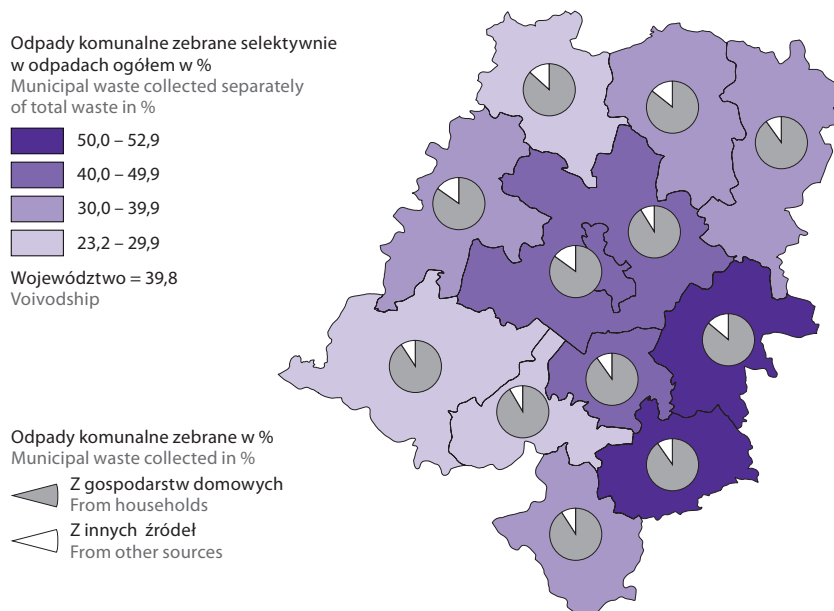 Odpady komunalne zebrane selektywnie
w odpadach ogółem w %
Municipal waste collected separately
of total waste in %
50,0 – 52,9
40,0 – 49,9
30,0 – 39,9
23,2 – 29,9
Województwo = 39,8
Voivodship
Odpady komunalne zebrane w %
Municipal waste collected in %
Z gospodarstw domowych
From households
Z innych źródeł
From other sources